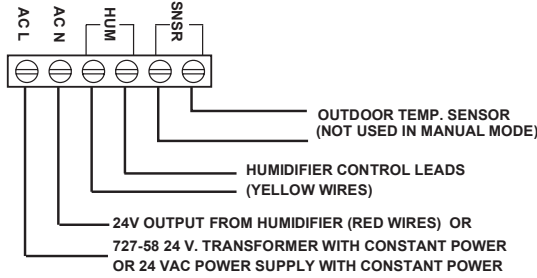 AC L
AC N
HUM
SNSR
OUTDOOR TEMP. SENSOR
(NOT USED IN MANUAL MODE)
HUMIDIFIER CONTROL LEADS
(YELLOW WIRES)
24V OUTPUT FROM HUMIDIFIER (RED WIRES) OR
727-58 24 V. TRANSFORMER WITH CONSTANT POWER
OR 24 VAC POWER SUPPLY WITH CONSTANT POWER